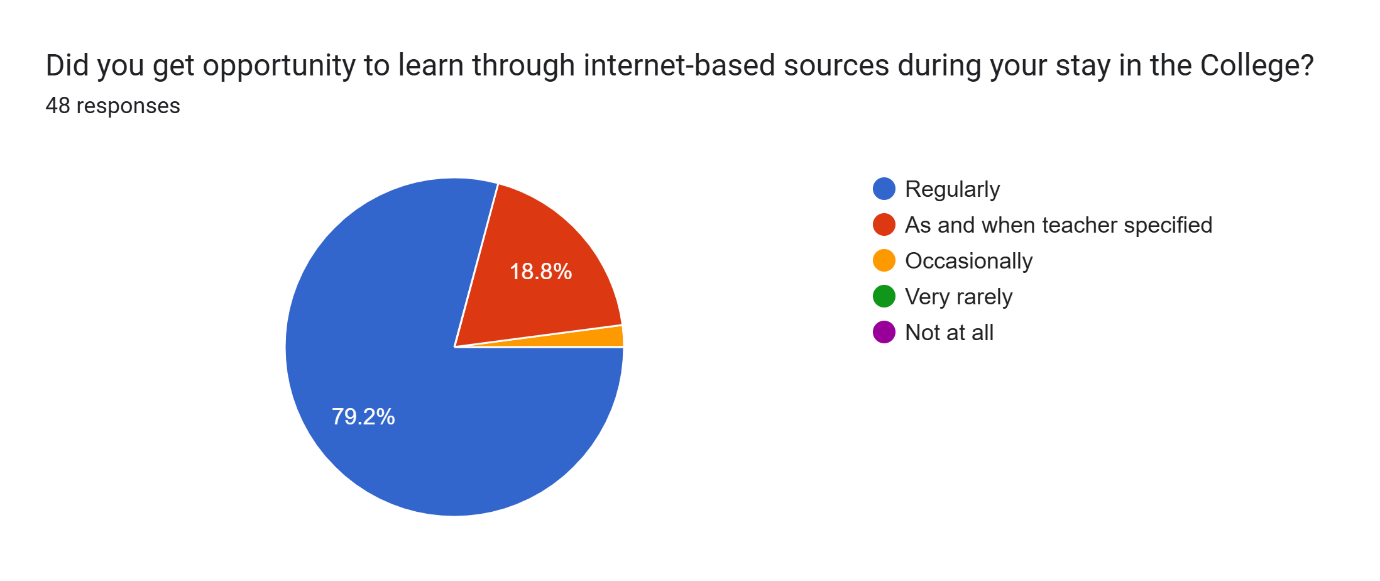 Did you get opportunity to learn through internet-based sources during your stay in the College?
48 responses
Regularly
As and when teacher specified
Occasionally
Very rarely
Not at all
18.8%
79.2%